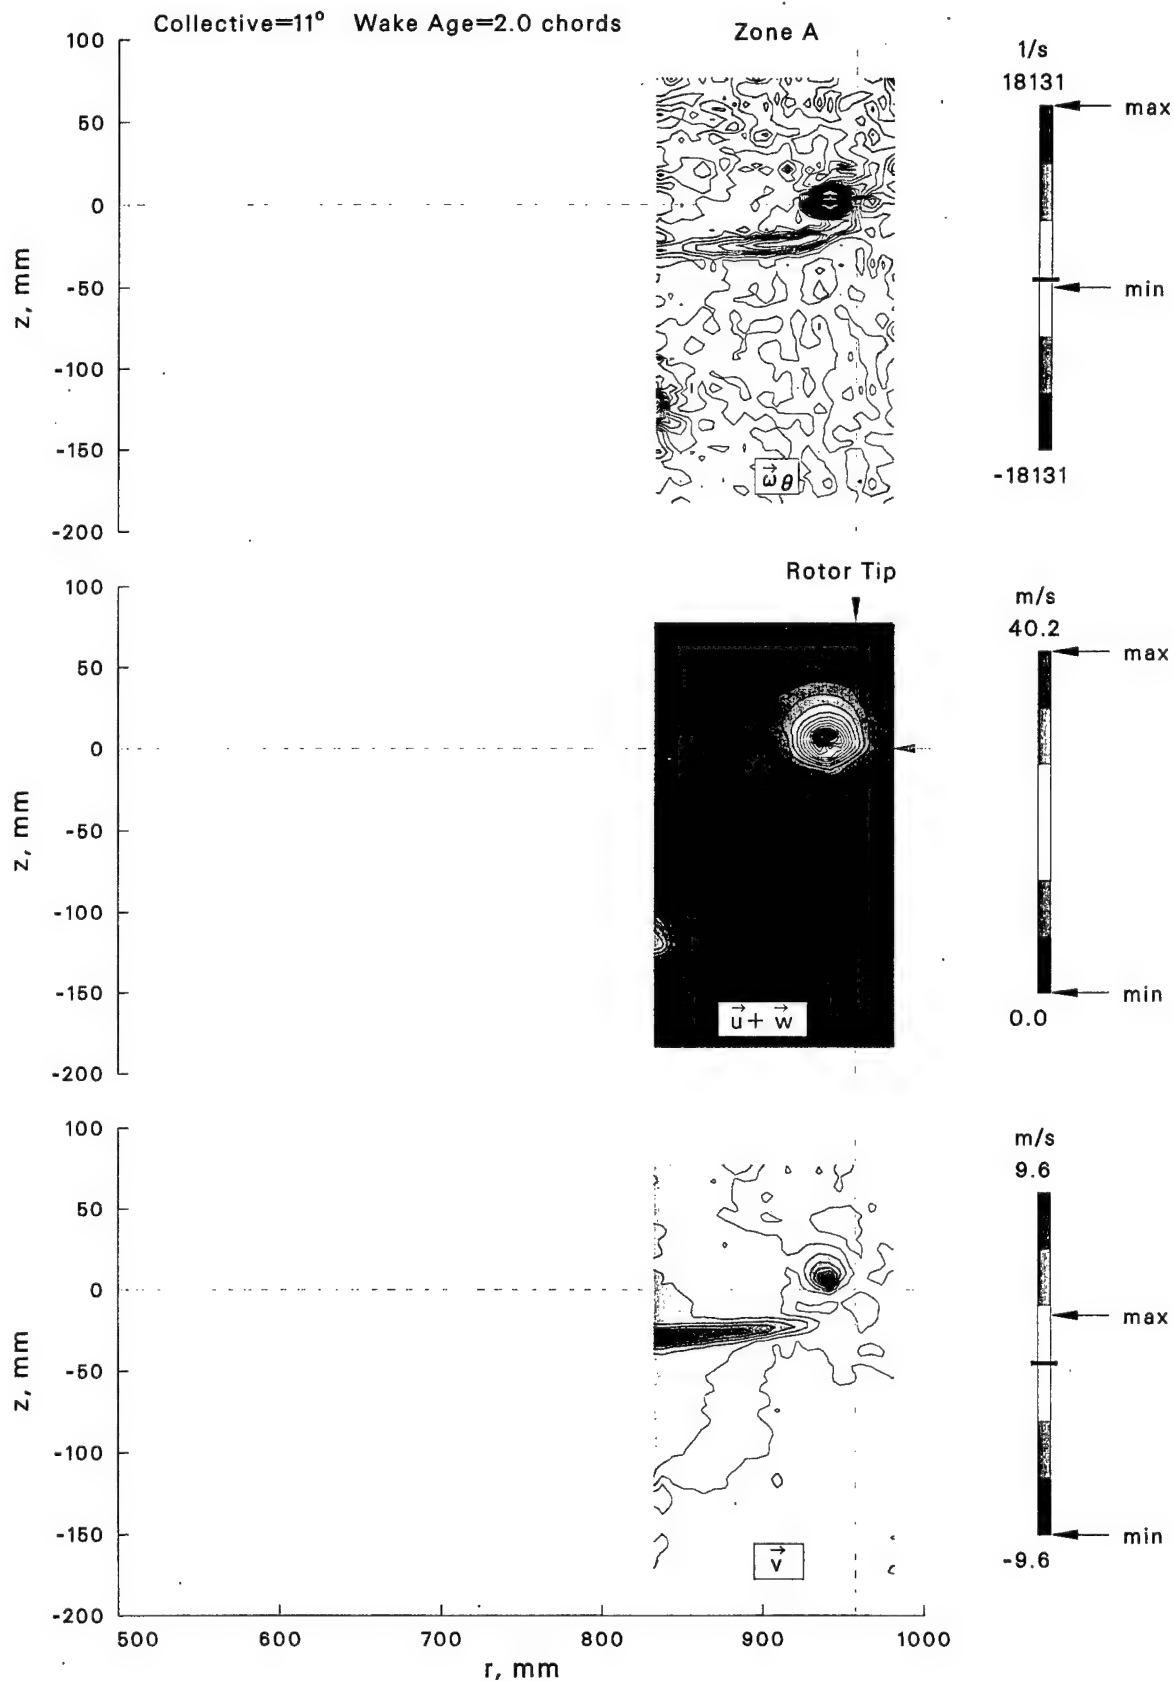 Collective=11° Wake Age=2.0 chords
Zone A
1/s
18131
max
min
-18131
100
50
0
-50
-100
-150
-200
z, mm
ω⃗θ
Rotor Tip
m/s
40.2
max
min
0.0
100
50
0
-50
-100
-150
-200
z, mm
u⃗ + w⃗
m/s
9.6
max
min
-9.6
100
50
0
-50
-100
-150
-200
z, mm
v⃗
500 600 700 800 900 1000
r, mm